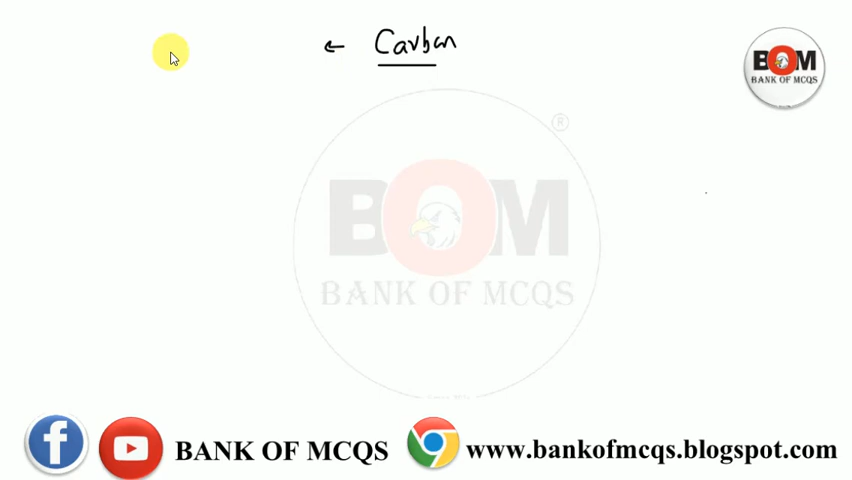 ← Carbon
BOM
BANK OF MCQS
®
BOM
BANK OF MCQS
BANK OF MCQS
www.bankofmcqs.blogspot.com